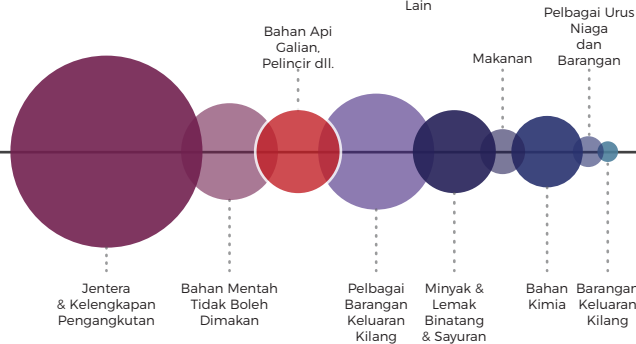 Lain
Pelbagai Urus
Niaga
dan
Barangan
Bahan Api
Galian,
Pelincir dll.
Makanan
Jentera
& Kelengkapan
Pengangkutan
Bahan Mentah
Tidak Boleh
Dimakan
Pelbagai
Barangan
Keluaran
Kilang
Minyak &
Lemak
Binatang
& Sayuran
Bahan
Kimia
Barangan
Keluaran
Kilang